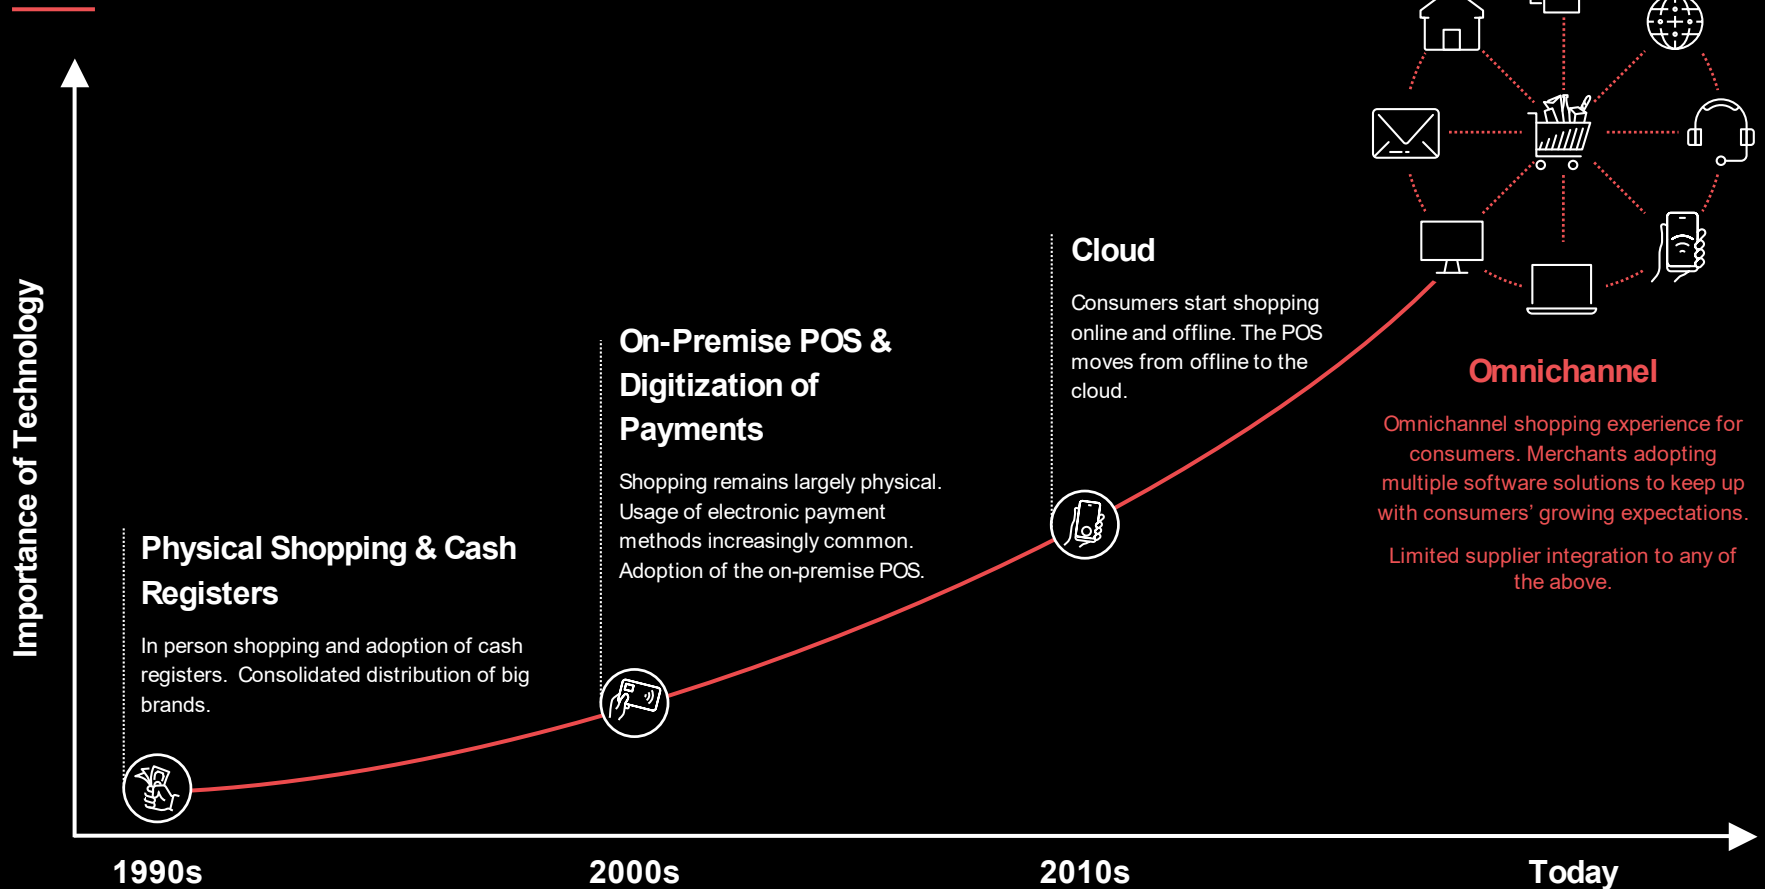 Importance of Technology
Physical Shopping & Cash
Registers
In person shopping and adoption of cash
registers.  Consolidated distribution of big
brands.
On-Premise POS &
Digitization of
Payments
Shopping remains largely physical.
Usage of electronic payment
methods increasingly common.
Adoption of the on-premise POS.
Cloud
Consumers start shopping
online and offline. The POS
moves from offline to the
cloud.
Omnichannel
Omnichannel shopping experience for
consumers. Merchants adopting
multiple software solutions to keep up
with consumers’ growing expectations.
Limited supplier integration to any of
the above.
1990s
2000s
2010s
Today